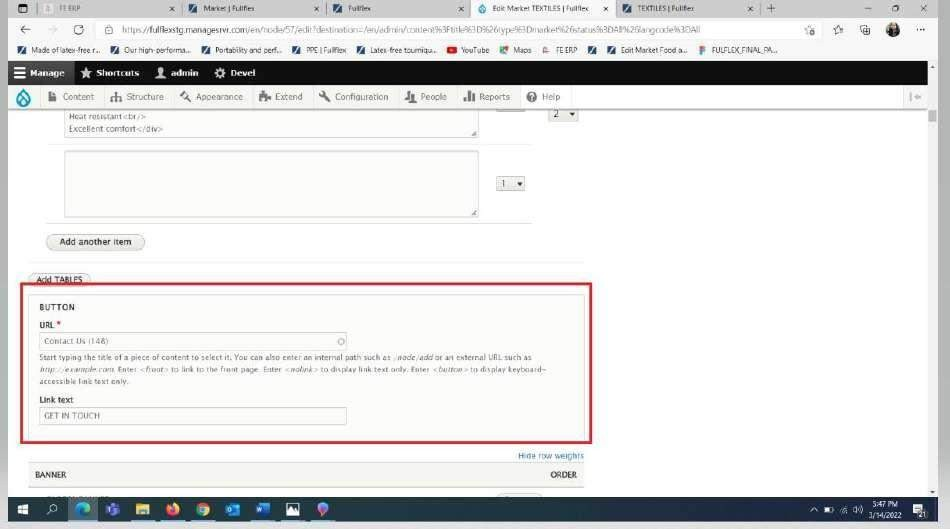 FE ERP
Market | Fulflex
Fulflex
Edit Market TEXTILES | Fulflex
TEXTILES | Fulflex
https://fulflexstg.managesrvr.com/en/node/57/edit?destination=/en/admin/content%3Ftitle%3D%26type%3Dmarket%26status%3DAll%26langcode%3DAll
Made of latex-free r...
Our high-performa...
Portability and perf...
PPE | Fulflex
Latex-free tourniqu...
YouTube
Maps
FE ERP
Edit Market Food a...
FULFLEX_FINAL_PA...
Manage
Shortcuts
admin
Devel
Content
Structure
Appearance
Extend
Configuration
People
Reports
Help
Heat resistant<br/>
Excellent comfort</div>
2
1
Add another item
Add TABLES
BUTTON
URL *
Contact Us (148)
Start typing the title of a piece of content to select it. You can also enter an internal path such as /node/add or an external URL such as
http://example.com. Enter <front> to link to the front page. Enter <nolink> to display link text only. Enter <button> to display keyboard-
accessible link text only.
Link text
GET IN TOUCH
Hide row weights
BANNER
ORDER
3:47 PM
3/14/2022
21